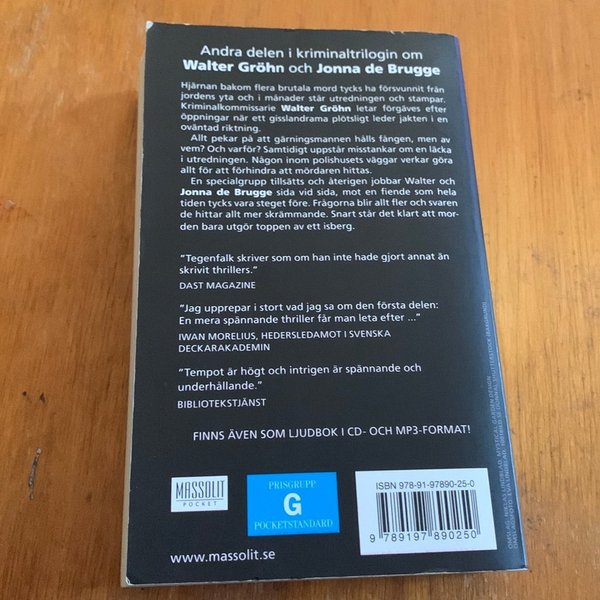 Andra delen i kriminaltrilogin om
Walter Gröhn och Jonna de Brugge
Hjärnan bakom flera brutala mord tycks ha försvunnit från
jordens yta och i månader står utredningen och stampar.
Kriminalkommissarie Walter Gröhn letar förgäves efter
öppningar när ett gisslandrama plötsligt leder jakten i en
oväntad riktning.
Allt pekar på att gärningsmannen hålls fången, men av
vem? Och varför? Samtidigt uppstår misstankar om en läcka
i utredningen. Någon inom polishusets väggar verkar göra
allt för att förhindra att mördaren hittas.
En specialgrupp tillsätts och återigen jobbar Walter och
Jonna de Brugge sida vid sida, mot en fiende som hela
tiden tycks vara steget före. Frågorna blir allt fler och svaren
de hittar allt mer skrämmande. Snart står det klart att mor-
den bara utgör toppen av ett isberg.
"Tegenfalk skriver som om han inte hade gjort annat än
skrivit thrillers."
DAST MAGAZINE
"Jag upprepar i stort vad jag sa om den första delen:
En mera spännande thriller får man leta efter ..."
IWAN MORELIUS, HEDERSLEDAMOT I SVENSKA
DECKARAKADEMIN
"Tempot är högt och intrigen är spännande och
underhållande."
BIBLIOTEKSTJÄNST
FINNS ÄVEN SOM LJUDBOK I CD- OCH MP3-FORMAT!
MASSOLIT
POCKET
PRISGRUPP
G
POCKETSTANDARD
ISBN 978-91-97890-25-0
9 789197 890250
www.massolit.se
OMSLAG: NIKLAS LINDBLAD, MYSTICAL GARDEN DESIGN